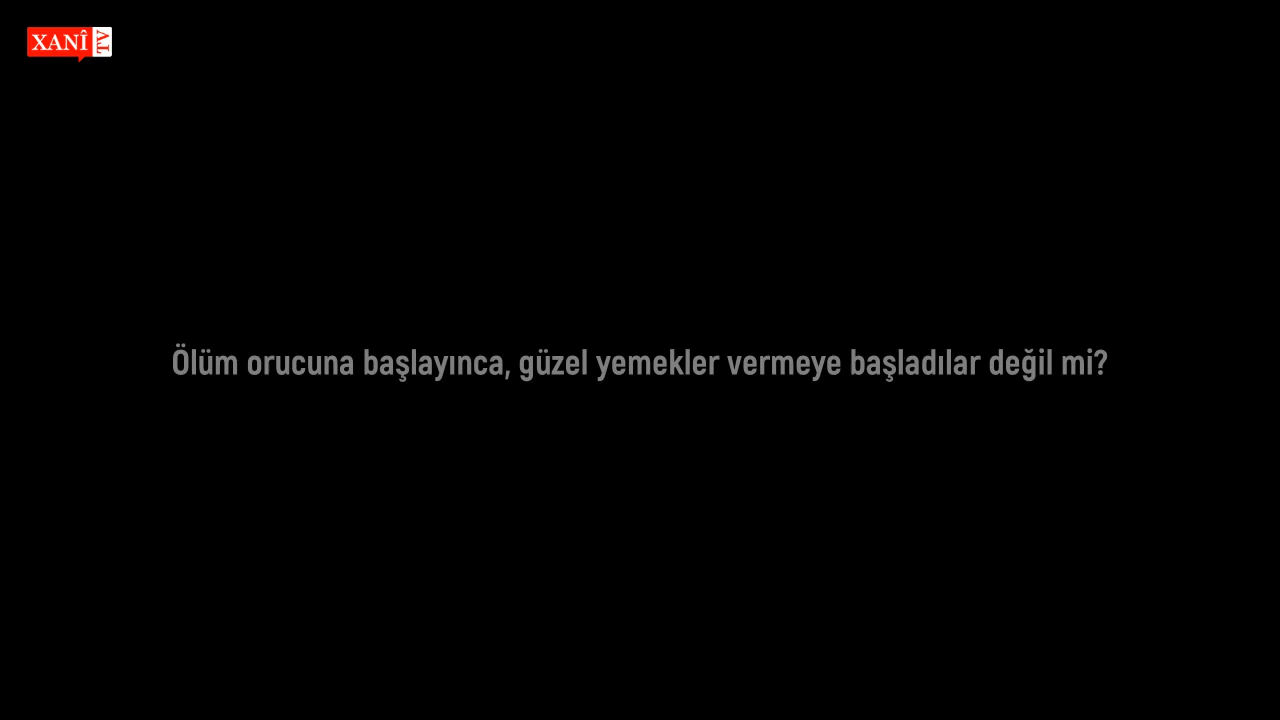 XANÎ TV
Ölüm orucuna başlayınca, güzel yemekler vermeye başladılar değil mi?